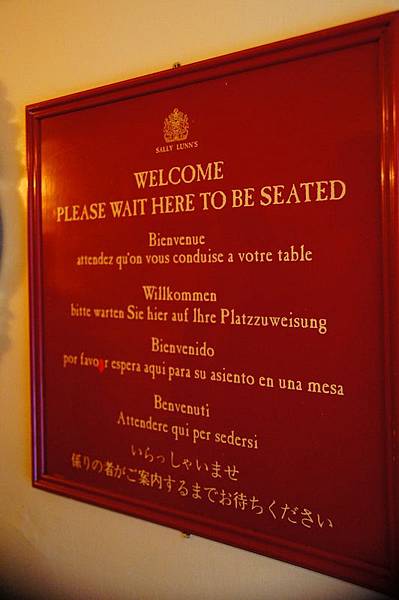 SALLY LUNN'S
WELCOME
PLEASE WAIT HERE TO BE SEATED
Bienvenue
attendez qu'on vous conduise a votre table
Willkommen
bitte warten Sie hier auf Ihre Platzzuweisung
Bienvenido
por favor espera aqui para su asiento en una mesa
Benvenuti
Attendere qui per sedersi
いらっしゃいませ
係りの者がご案内するまでお待ちください